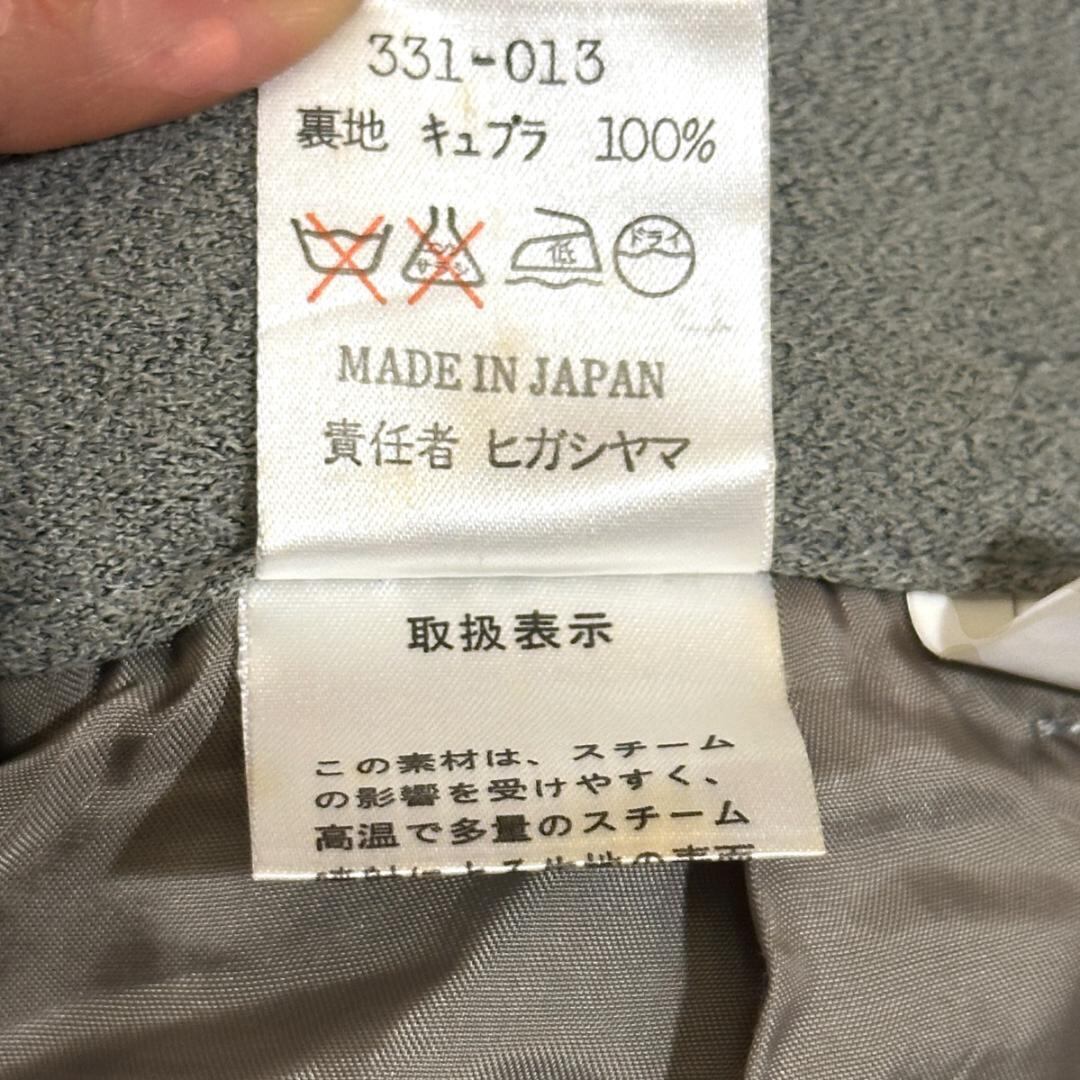 331-013
裏地 キュプラ 100%
低 ドライ
MADE IN JAPAN
責任者 ヒガシヤマ
取扱表示
この素材は、スチーム
の影響を受けやすく、
高温で多量のスチーム